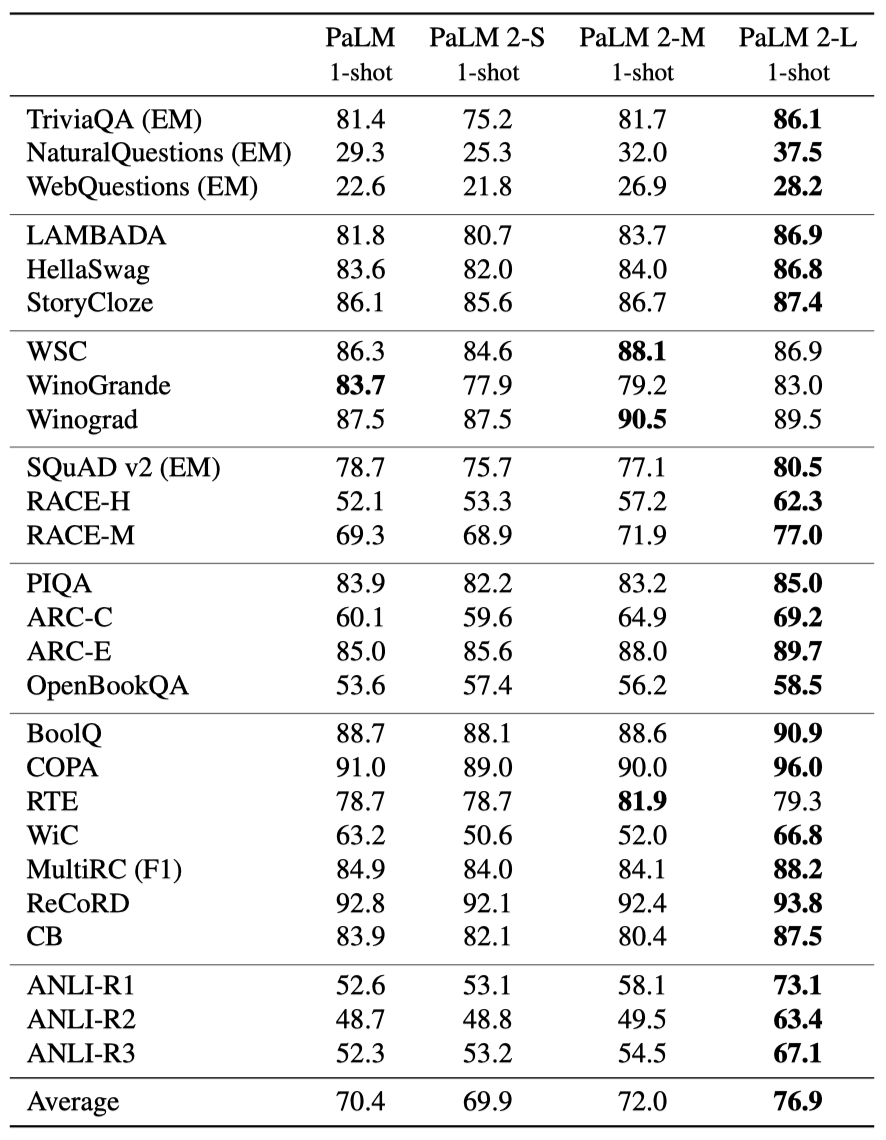 PaLM PaLM 2-S PaLM 2-M PaLM 2-L
1-shot 1-shot 1-shot 1-shot
TriviaQA (EM) 81.4 75.2 81.7 86.1
NaturalQuestions (EM) 29.3 25.3 32.0 37.5
WebQuestions (EM) 22.6 21.8 26.9 28.2
LAMBADA 81.8 80.7 83.7 86.9
HellaSwag 83.6 82.0 84.0 86.8
StoryCloze 86.1 85.6 86.7 87.4
WSC 86.3 84.6 88.1 86.9
WinoGrande 83.7 77.9 79.2 83.0
Winograd 87.5 87.5 90.5 89.5
SQuAD v2 (EM) 78.7 75.7 77.1 80.5
RACE-H 52.1 53.3 57.2 62.3
RACE-M 69.3 68.9 71.9 77.0
PIQA 83.9 82.2 83.2 85.0
ARC-C 60.1 59.6 64.9 69.2
ARC-E 85.0 85.6 88.0 89.7
OpenBookQA 53.6 57.4 56.2 58.5
BoolQ 88.7 88.1 88.6 90.9
COPA 91.0 89.0 90.0 96.0
RTE 78.7 78.7 81.9 79.3
WiC 63.2 50.6 52.0 66.8
MultiRC (F1) 84.9 84.0 84.1 88.2
ReCoRD 92.8 92.1 92.4 93.8
CB 83.9 82.1 80.4 87.5
ANLI-R1 52.6 53.1 58.1 73.1
ANLI-R2 48.7 48.8 49.5 63.4
ANLI-R3 52.3 53.2 54.5 67.1
Average 70.4 69.9 72.0 76.9